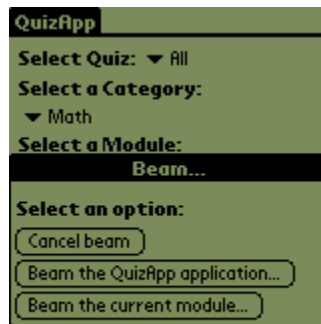 QuizApp
Select Quiz: All
Select a Category:
Math
Select a Module:
Beam...
Select an option:
Cancel beam
Beam the QuizApp application...
Beam the current module...